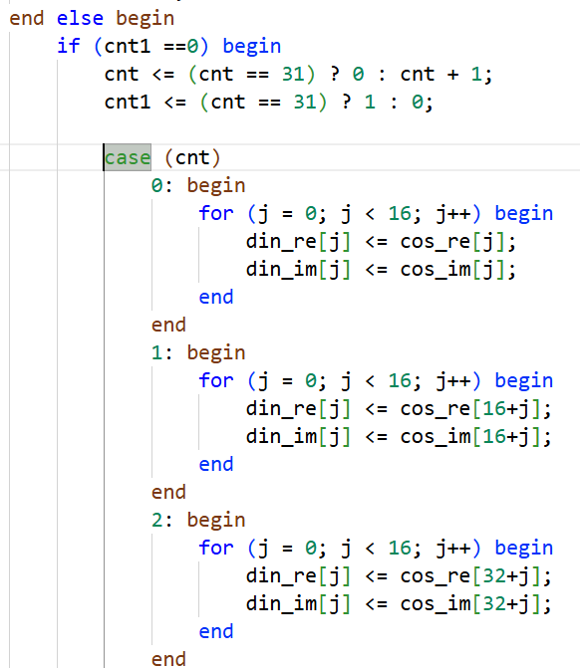 end else begin
if (cnt1 ==0) begin
cnt <= (cnt == 31) ? 0 : cnt + 1;
cnt1 <= (cnt == 31) ? 1 : 0;
case (cnt)
0: begin
for (j = 0; j < 16; j++) begin
din_re[j] <= cos_re[j];
din_im[j] <= cos_im[j];
end
end
1: begin
for (j = 0; j < 16; j++) begin
din_re[j] <= cos_re[16+j];
din_im[j] <= cos_im[16+j];
end
end
2: begin
for (j = 0; j < 16; j++) begin
din_re[j] <= cos_re[32+j];
din_im[j] <= cos_im[32+j];
end
end